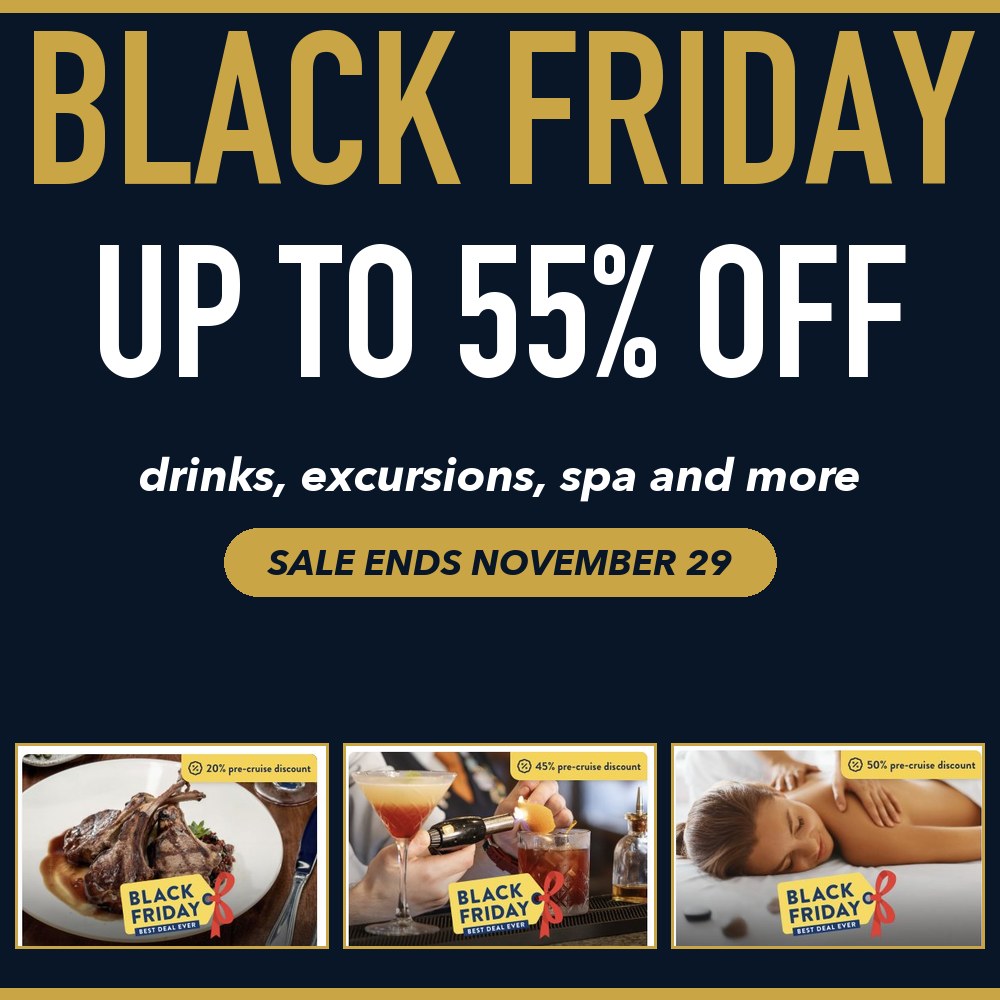 BLACK FRIDAY
UP TO 55% OFF
drinks, excursions, spa and more
SALE ENDS NOVEMBER 29
20% pre-cruise discount
BLACK
FRIDAY
BEST DEAL EVER
45% pre-cruise discount
BLACK
FRIDAY
BEST DEAL EVER
50% pre-cruise discount
BLACK
FRIDAY
BEST DEAL EVER